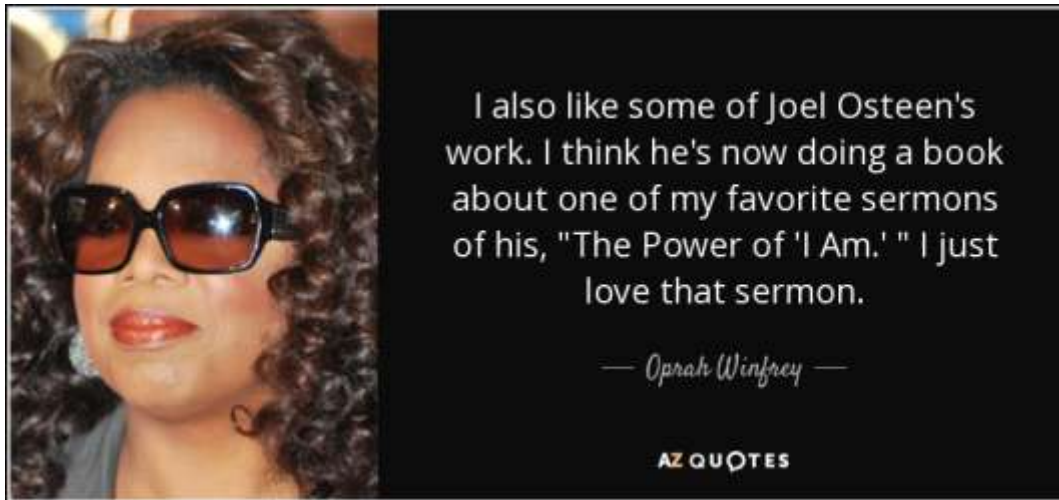 I also like some of Joel Osteen's
work. I think he's now doing a book
about one of my favorite sermons
of his, "The Power of 'I Am.' " I just
love that sermon.
— Oprah Winfrey —
AZ QUOTES